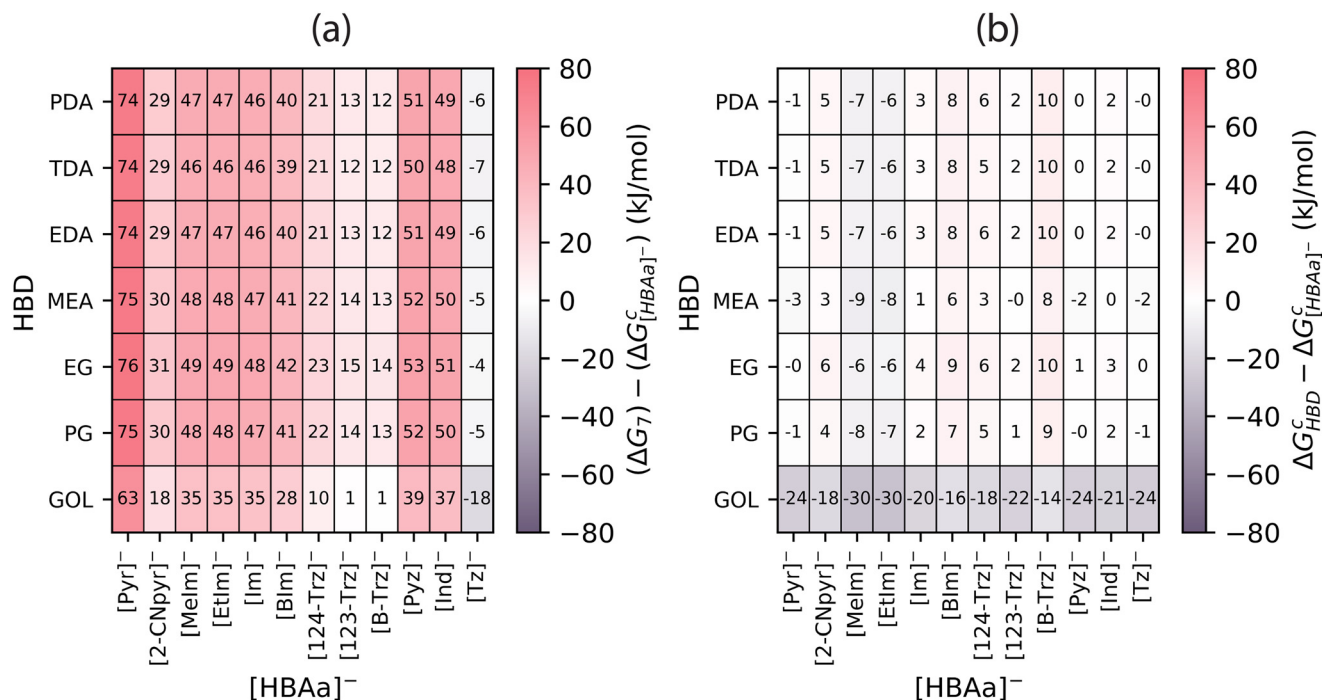 (a)
HBD
PDA 74 29 47 47 46 40 21 13 12 51 49 -6
TDA 74 29 46 46 46 39 21 12 12 50 48 -7
EDA 74 29 47 47 46 40 21 13 12 51 49 -6
MEA 75 30 48 48 47 41 22 14 13 52 50 -5
EG 76 31 49 49 48 42 23 15 14 53 51 -4
PG 75 30 48 48 47 41 22 14 13 52 50 -5
GOL 63 18 35 35 35 28 10 1 1 39 37 -18
[Pyr]⁻ [2-CNpyr]⁻ [MeIm]⁻ [EtIm]⁻ [Im]⁻ [BIm]⁻ [124-Trz]⁻ [123-Trz]⁻ [B-Trz]⁻ [Pyz]⁻ [Ind]⁻ [Tz]⁻
[HBAa]⁻
80
60
40
20
0
−20
−40
−60
−80
(ΔG₇) − (ΔG^c_[HBAa]⁻) (kJ/mol)
(b)
HBD
PDA -1 5 -7 -6 3 8 6 2 10 0 2 -0
TDA -1 5 -7 -6 3 8 5 2 10 0 2 -0
EDA -1 5 -7 -6 3 8 6 2 10 0 2 -0
MEA -3 3 -9 -8 1 6 3 -0 8 -2 0 -2
EG -0 6 -6 -6 4 9 6 2 10 1 3 0
PG -1 4 -8 -7 2 7 5 1 9 -0 2 -1
GOL -24 -18 -30 -30 -20 -16 -18 -22 -14 -24 -21 -24
[Pyr]⁻ [2-CNpyr]⁻ [MeIm]⁻ [EtIm]⁻ [Im]⁻ [BIm]⁻ [124-Trz]⁻ [123-Trz]⁻ [B-Trz]⁻ [Pyz]⁻ [Ind]⁻ [Tz]⁻
[HBAa]⁻
80
60
40
20
0
−20
−40
−60
−80
ΔG^c_HBD − ΔG^c_[HBAa]⁻ (kJ/mol)